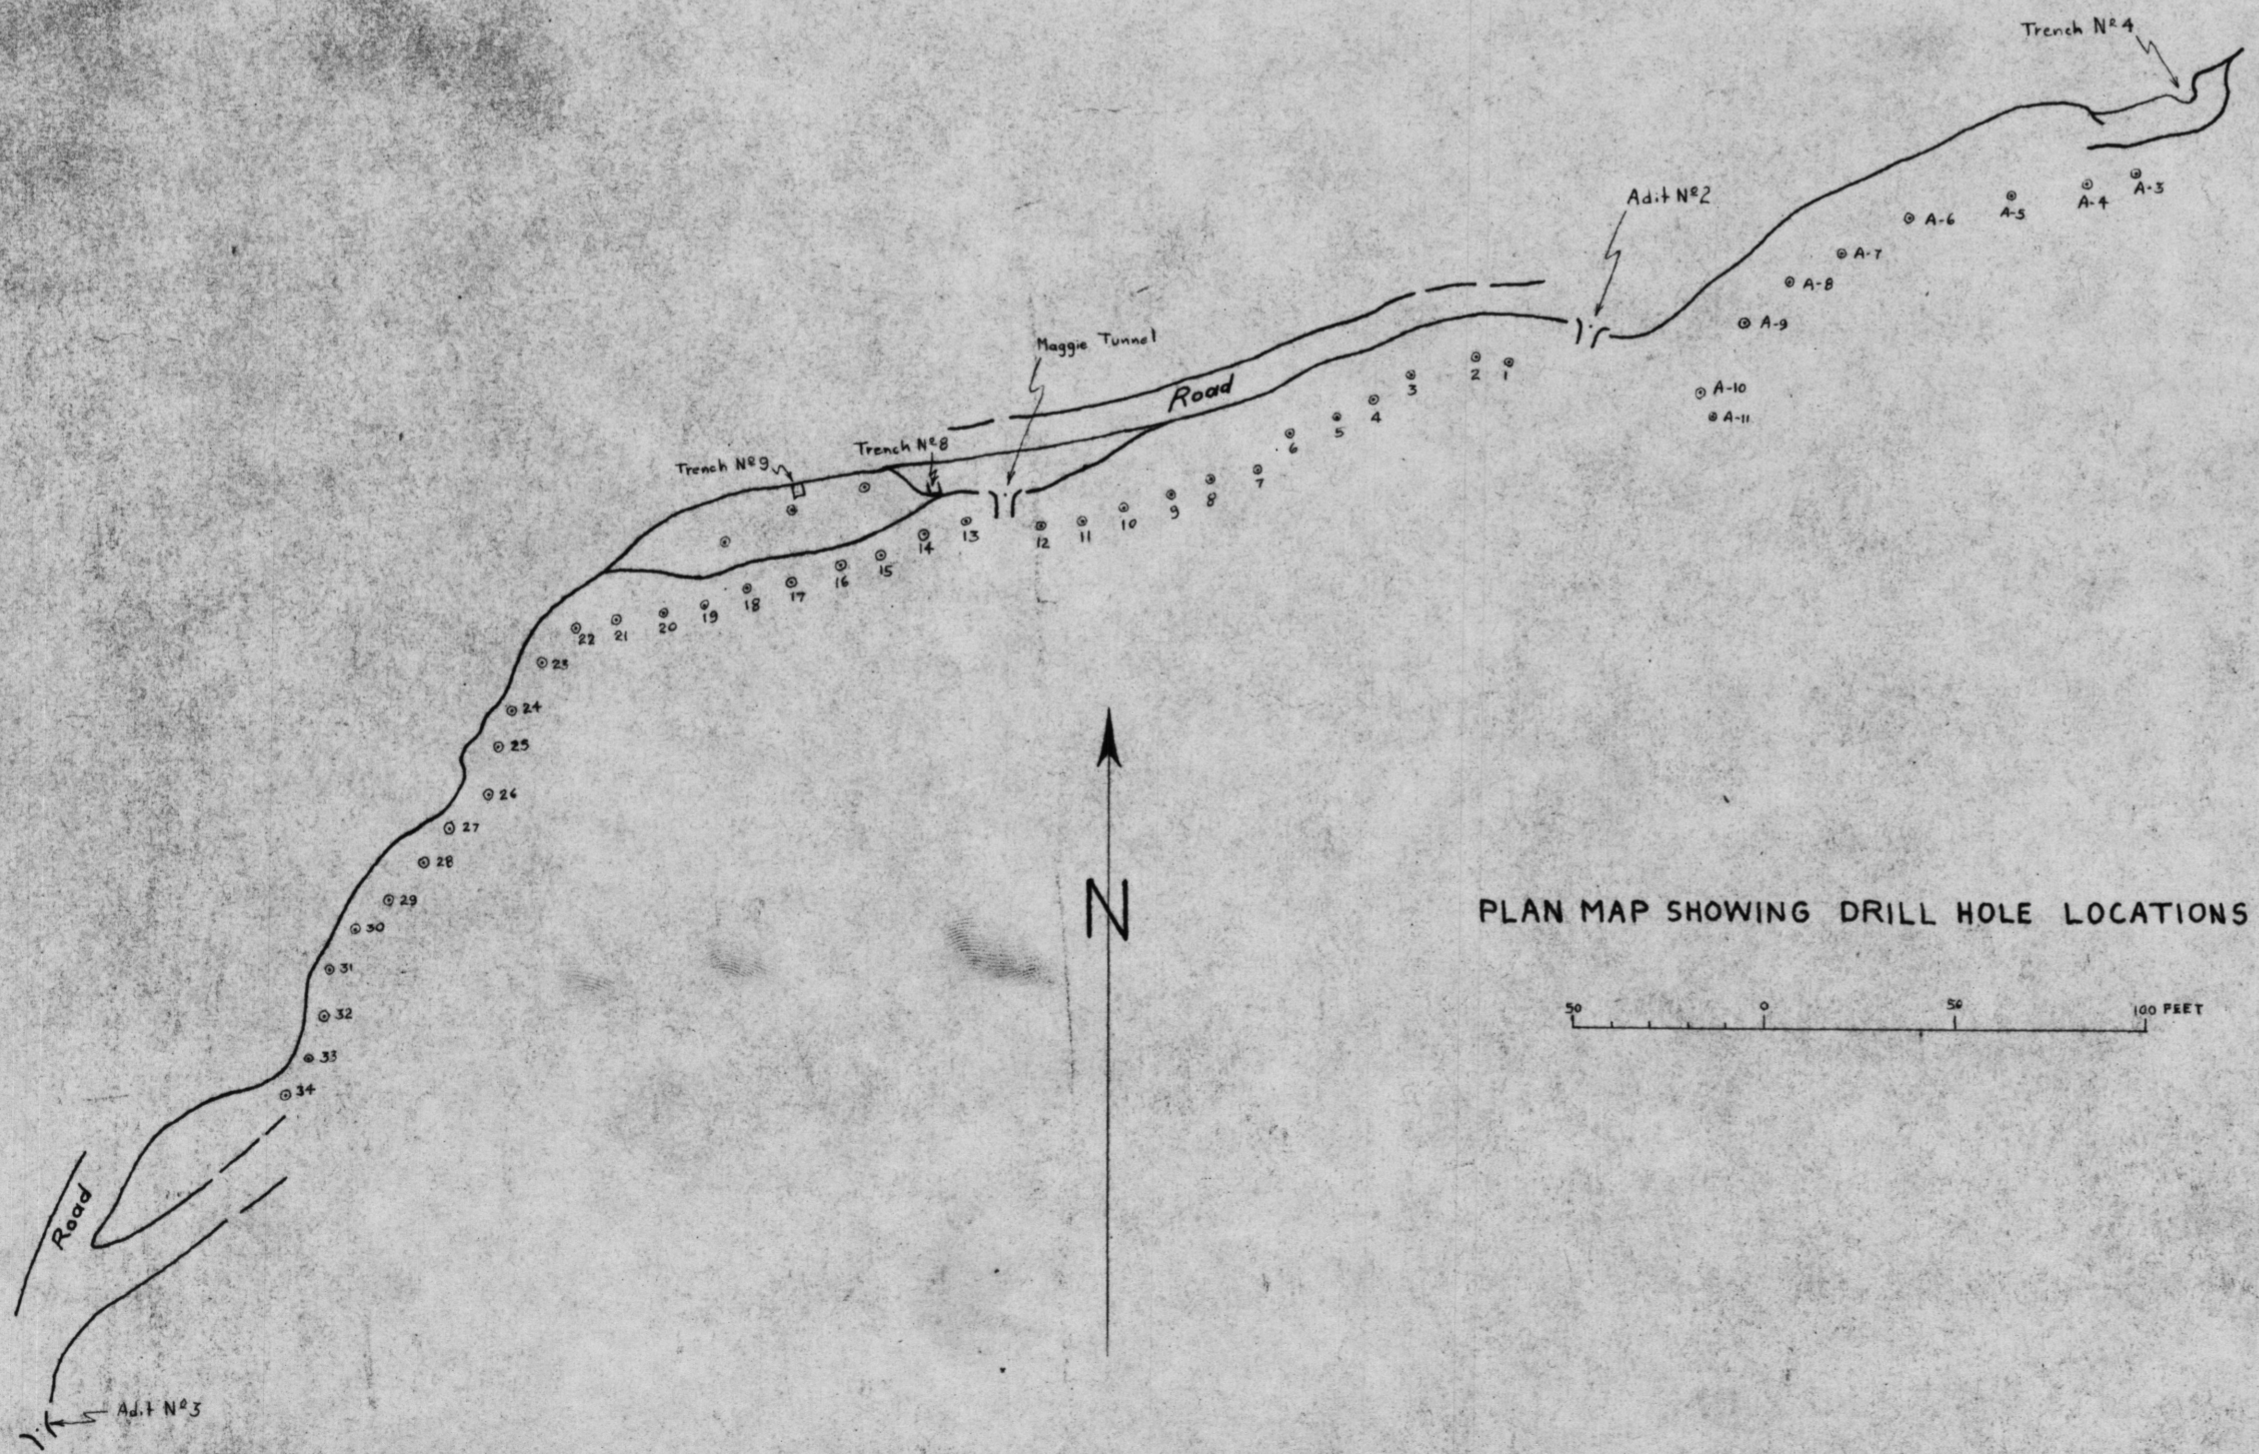 Trench Nº 4
Adit Nº 2
A-3
A-4
A-5
A-6
A-7
A-8
A-9
A-10
A-11
Maggie Tunnel
Road
Trench Nº 8
Trench Nº 9
1
2
3
4
5
6
7
8
9
10
11
12
13
14
15
16
17
18
19
20
21
22
23
24
25
26
27
28
29
30
31
32
33
34
N
PLAN MAP SHOWING DRILL HOLE LOCATIONS
50 0 50 100 FEET
Road
Adit Nº 3